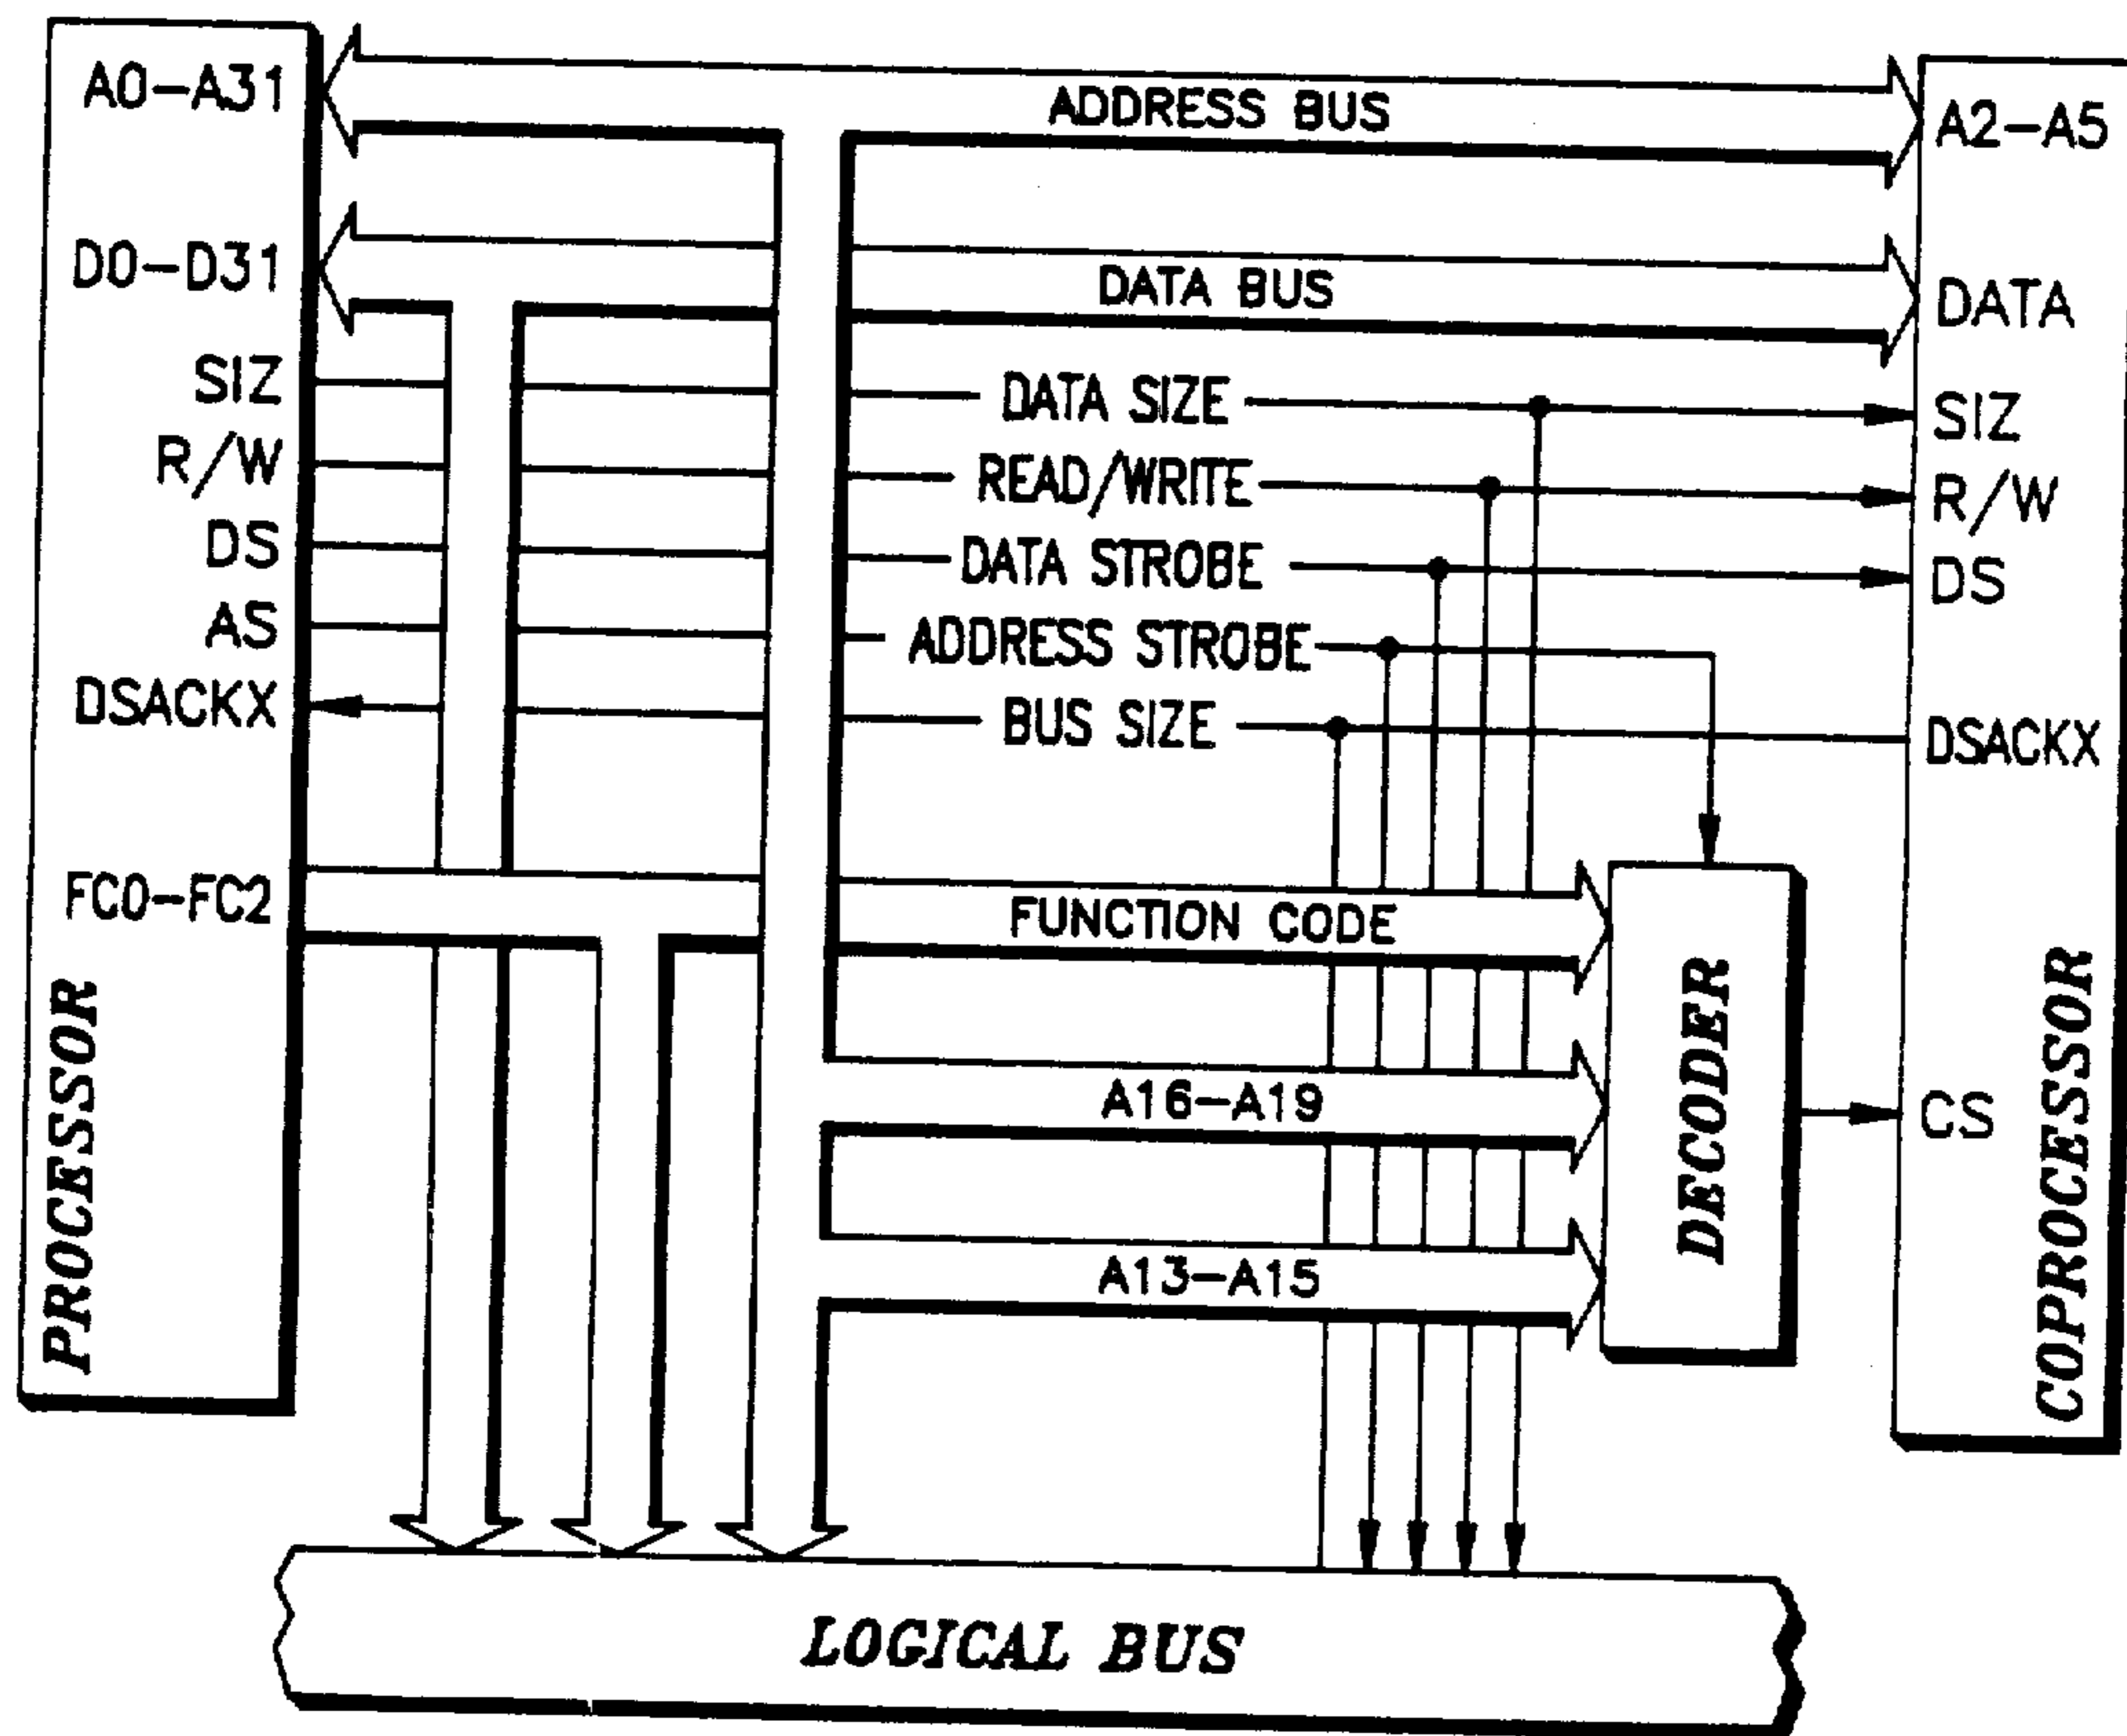 A0-A31
ADDRESS BUS
A2-A5
D0-D31
DATA BUS
DATA
SIZ
DATA SIZE
SIZ
R/W
READ/WRITE
R/W
DS
DATA STROBE
DS
AS
ADDRESS STROBE
DSACKX
BUS SIZE
DSACKX
FC0-FC2
FUNCTION CODE
A16-A19
CS
A13-A15
PROCESSOR
DECODER
COPROCESSOR
LOGICAL BUS